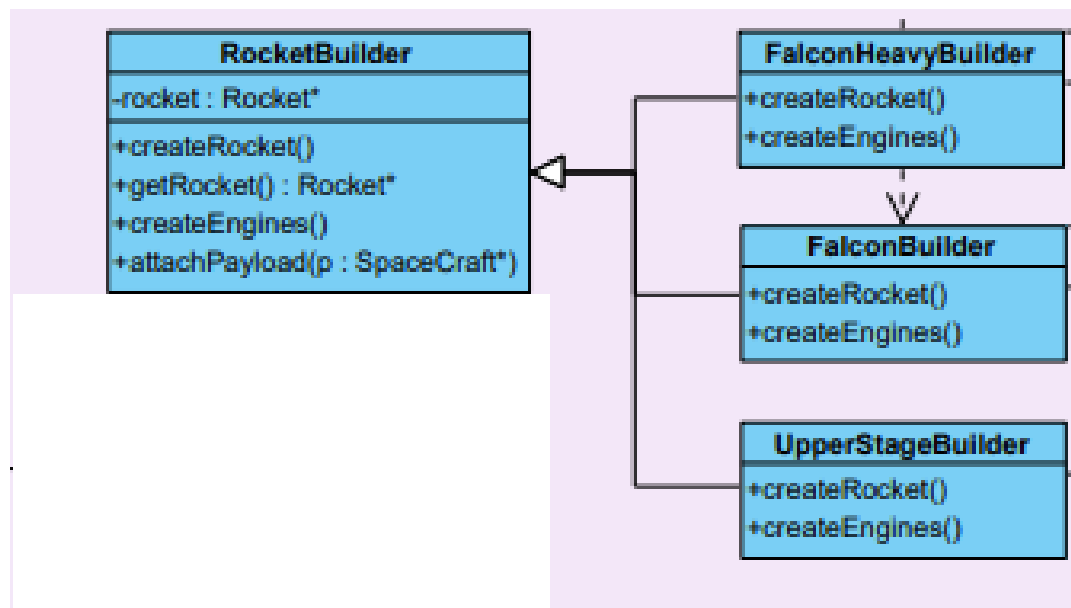 RocketBuilder
-rocket : Rocket*
+createRocket()
+getRocket() : Rocket*
+createEngines()
+attachPayload(p : SpaceCraft*)
FalconHeavyBuilder
+createRocket()
+createEngines()
FalconBuilder
+createRocket()
+createEngines()
UpperStageBuilder
+createRocket()
+createEngines()